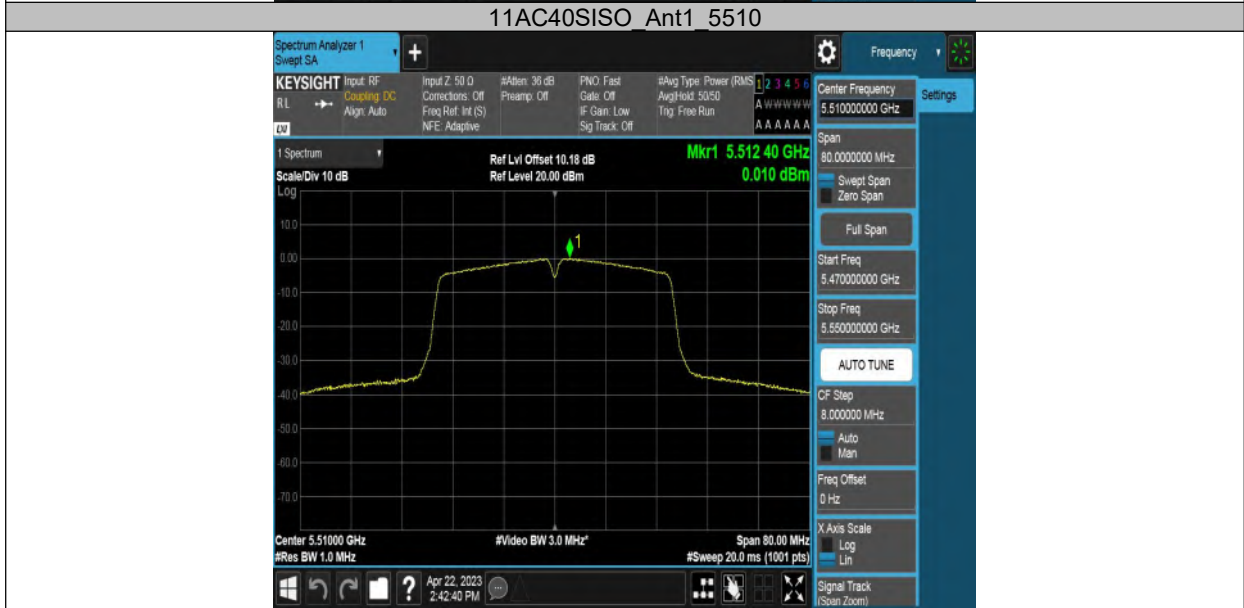 11AC40SISO_Ant1_5510
Spectrum Analyzer 1
Swept SA
+
Frequency
KEYSIGHT
RL
LXI
Input: RF
Coupling: DC
Align: Auto
Input Z: 50 Ω
Corrections: Off
Freq Ref: Int (S)
NFE: Adaptive
#Atten: 36 dB
Preamp: Off
PNO: Fast
Gate: Off
IF Gain: Low
Sig Track: Off
#Avg Type: Power (RMS
Avg|Hold: 50/50
Trig: Free Run
1 2 3 4 5 6
A W W W W W
A A A A A A
Center Frequency
5.510000000 GHz
Settings
Span
80.0000000 MHz
Swept Span
Zero Span
Full Span
Start Freq
5.470000000 GHz
Stop Freq
5.550000000 GHz
AUTO TUNE
CF Step
8.000000 MHz
Auto
Man
Freq Offset
0 Hz
X Axis Scale
Log
Lin
Signal Track
(Span Zoom)
1 Spectrum
Scale/Div 10 dB
Log
Ref Lvl Offset 10.18 dB
Ref Level 20.00 dBm
Mkr1 5.512 40 GHz
0.010 dBm
1
10.0
0.00
-10.0
-20.0
-30.0
-40.0
-50.0
-60.0
-70.0
Center 5.51000 GHz
#Res BW 1.0 MHz
#Video BW 3.0 MHz*
Span 80.00 MHz
#Sweep 20.0 ms (1001 pts)
?
Apr 22, 2023
2:42:40 PM